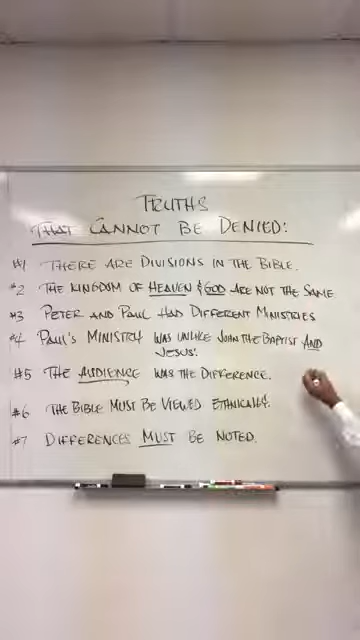 TRUTHS
THAT CANNOT BE DENIED:
#1 THERE ARE DIVISIONS IN THE BIBLE.
#2 THE KINGDOM OF HEAVEN & GOD ARE NOT THE SAME
#3 PETER AND PAUL HAD DIFFERENT MINISTRIES
#4 PAUL'S MINISTRY WAS UNLIKE JOHN THE BAPTIST AND
JESUS'.
#5 THE AUDIENCE WAS THE DIFFERENCE.
#6 THE BIBLE MUST BE VIEWED ETHNICALLY.
#7 DIFFERENCES MUST BE NOTED.